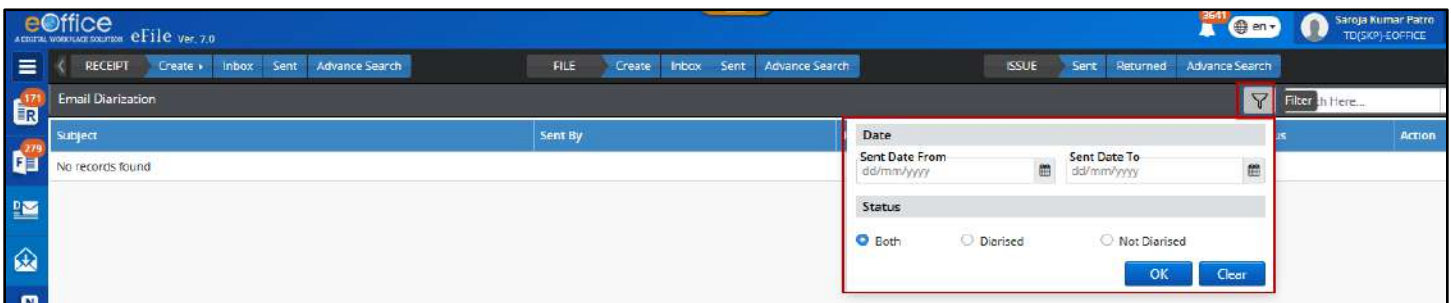 eOffice
A DIGITAL WORKPLACE SOLUTION eFile Ver. 7.0
3641
en
Saroja Kumar Patro
TD(SKP)-EOFFICE
RECEIPT Create Inbox Sent Advance Search
FILE Create Inbox Sent Advance Search
ISSUE Sent Returned Advance Search
171
R
Email Diarization
Filter
h Here...
Subject
Sent By
us
Action
279
F
No records found
Date
Sent Date From
Sent Date To
dd/mm/yyyy
dd/mm/yyyy
D
Status
Both
Diarised
Not Diarised
OK
Clear
N